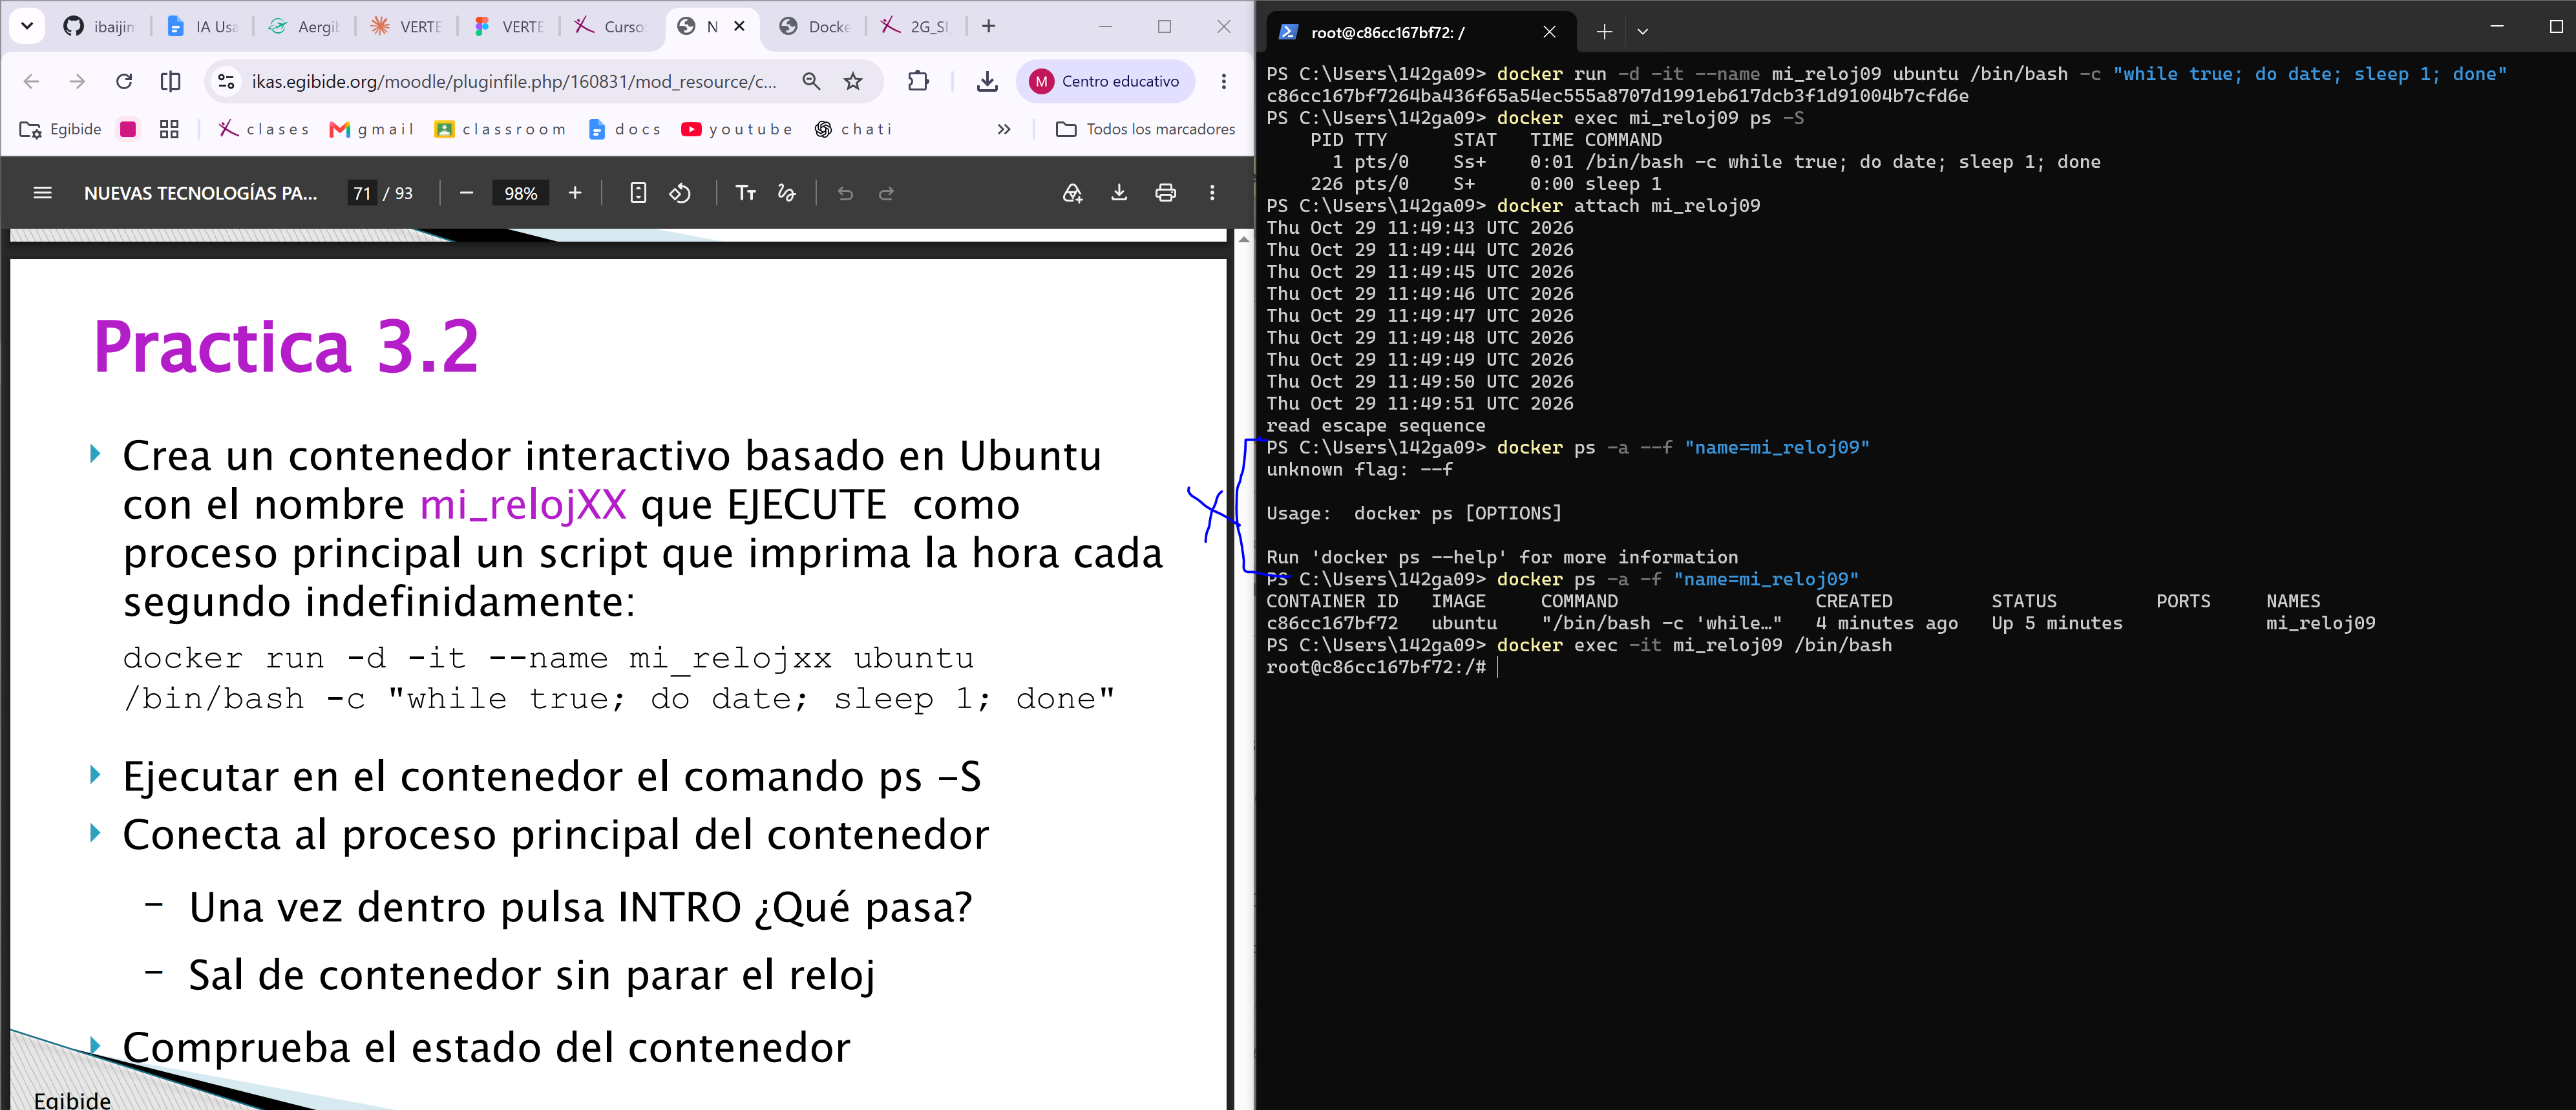 ibaijim
IA Usa
Aergib
VERTE
VERTE
Curso
N
Docke
2G_SI
ikas.egibide.org/moodle/pluginfile.php/160831/mod_resource/c...
M Centro educativo
Egibide
clases
gmail
classroom
docs
youtube
chati
Todos los marcadores
NUEVAS TECNOLOGÍAS PA... 71 / 93 98%
Practica 3.2
Crea un contenedor interactivo basado en Ubuntu
con el nombre mi_relojXX que EJECUTE como
proceso principal un script que imprima la hora cada
segundo indefinidamente:
docker run -d -it --name mi_relojxx ubuntu
/bin/bash -c "while true; do date; sleep 1; done"
Ejecutar en el contenedor el comando ps -S
Conecta al proceso principal del contenedor
– Una vez dentro pulsa INTRO ¿Qué pasa?
– Sal de contenedor sin parar el reloj
Comprueba el estado del contenedor
Egibide
root@c86cc167bf72: /
PS C:\Users\142ga09> docker run -d -it --name mi_reloj09 ubuntu /bin/bash -c "while true; do date; sleep 1; done"
c86cc167bf7264ba436f65a54ec555a8707d1991eb617dcb3f1d91004b7cfd6e
PS C:\Users\142ga09> docker exec mi_reloj09 ps -S
PID TTY STAT TIME COMMAND
1 pts/0 Ss+ 0:01 /bin/bash -c while true; do date; sleep 1; done
226 pts/0 S+ 0:00 sleep 1
PS C:\Users\142ga09> docker attach mi_reloj09
Thu Oct 29 11:49:43 UTC 2026
Thu Oct 29 11:49:44 UTC 2026
Thu Oct 29 11:49:45 UTC 2026
Thu Oct 29 11:49:46 UTC 2026
Thu Oct 29 11:49:47 UTC 2026
Thu Oct 29 11:49:48 UTC 2026
Thu Oct 29 11:49:49 UTC 2026
Thu Oct 29 11:49:50 UTC 2026
Thu Oct 29 11:49:51 UTC 2026
read escape sequence
PS C:\Users\142ga09> docker ps -a --f "name=mi_reloj09"
unknown flag: --f
Usage: docker ps [OPTIONS]
Run 'docker ps --help' for more information
PS C:\Users\142ga09> docker ps -a -f "name=mi_reloj09"
CONTAINER ID IMAGE COMMAND CREATED STATUS PORTS NAMES
c86cc167bf72 ubuntu "/bin/bash -c 'while…" 4 minutes ago Up 5 minutes mi_reloj09
PS C:\Users\142ga09> docker exec -it mi_reloj09 /bin/bash
root@c86cc167bf72:/#